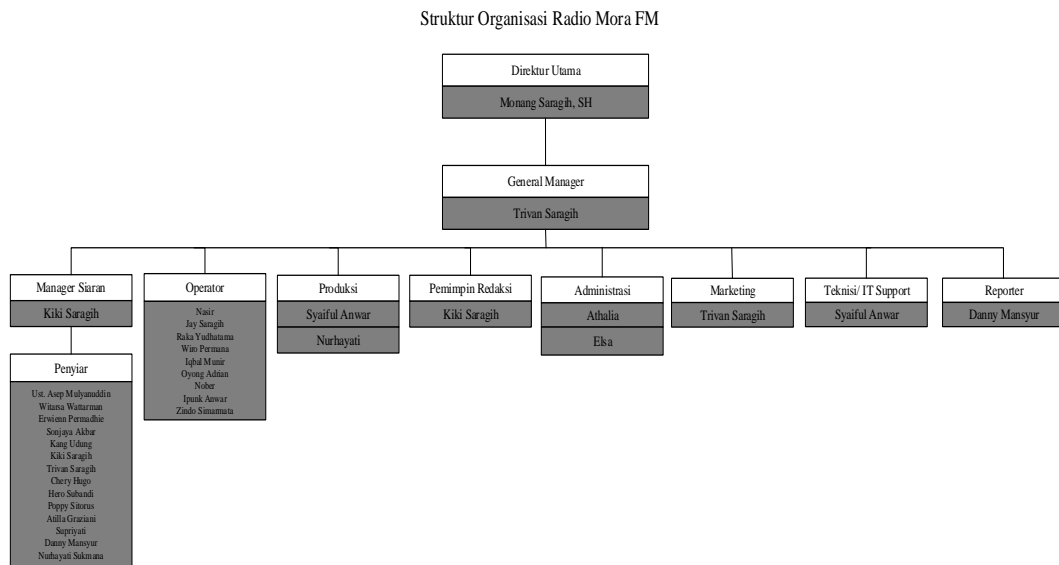 Struktur Organisasi Radio Mora FM
Direktur Utama
Monang Saragih, SH
General Manager
Trivan Saragih
Manager Siaran
Kiki Saragih
Penyiar
Ust. Asep Mulyanuddin
Witarsa Wattarman
Erwienn Permadhie
Sonjaya Akbar
Kang Udung
Kiki Saragih
Trivan Saragih
Chery Hugo
Hero Subandi
Poppy Sitorus
Atilla Graziani
Supriyati
Danny Mansyur
Nurhayati Sukmana
Operator
Nasir
Jay Saragih
Raka Yudhatama
Wiro Permana
Iqbal Munir
Oyong Adrian
Nober
Ipunk Anwar
Zindo Simarmata
Produksi
Syaiful Anwar
Nurhayati
Pemimpin Redaksi
Kiki Saragih
Administrasi
Athalia
Elsa
Marketing
Trivan Saragih
Teknisi/ IT Support
Syaiful Anwar
Reporter
Danny Mansyur